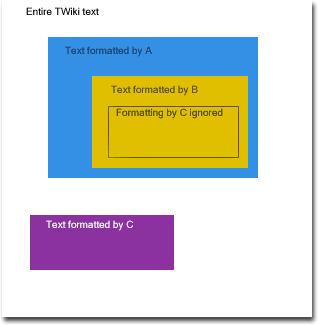 Entire TWiki text
Text formatted by A
Text formatted by B
Formatting by C ignored
Text formatted by C